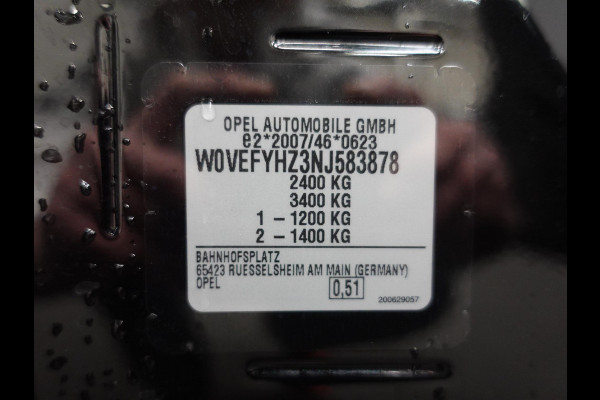 OPEL AUTOMOBILE GMBH
e2*2007/46*0623
W0VEFYHZ3NJ583878
2400 KG
3400 KG
1 – 1200 KG
2 – 1400 KG
BAHNHOFSPLATZ
65423 RUESSELSHEIM AM MAIN (GERMANY)
OPEL
0,51
200629057